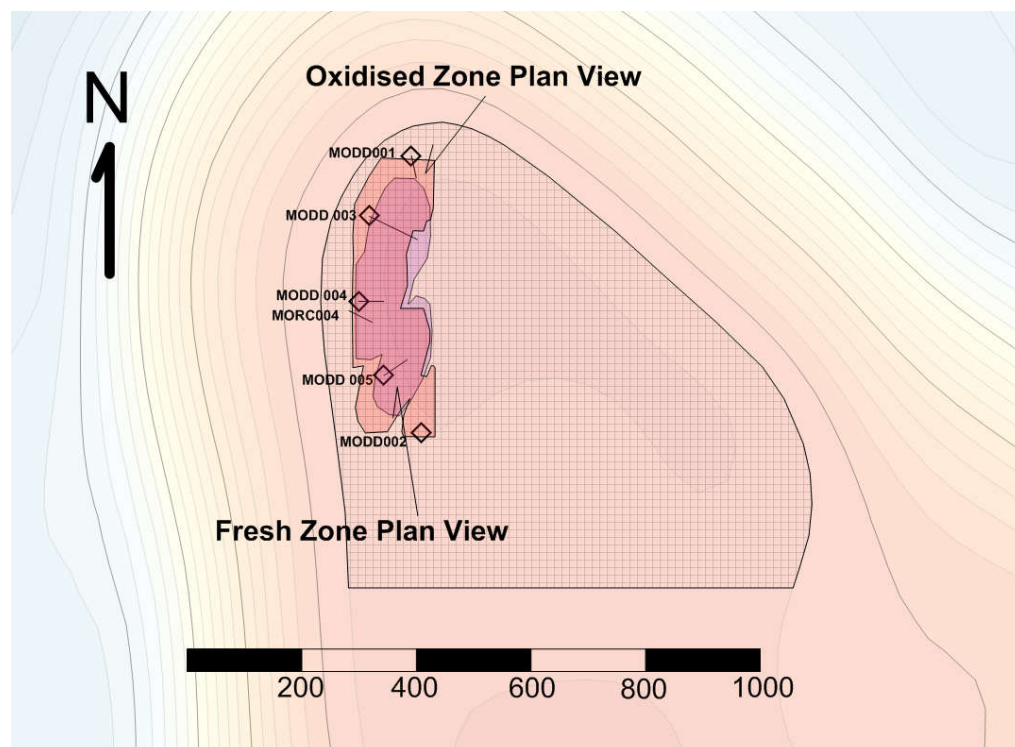 Oxidised Zone Plan View
N
MODD001
MODD 003
MODD 004
MORC004
MODD 005
MODD002
Fresh Zone Plan View
200 400 600 800 1000